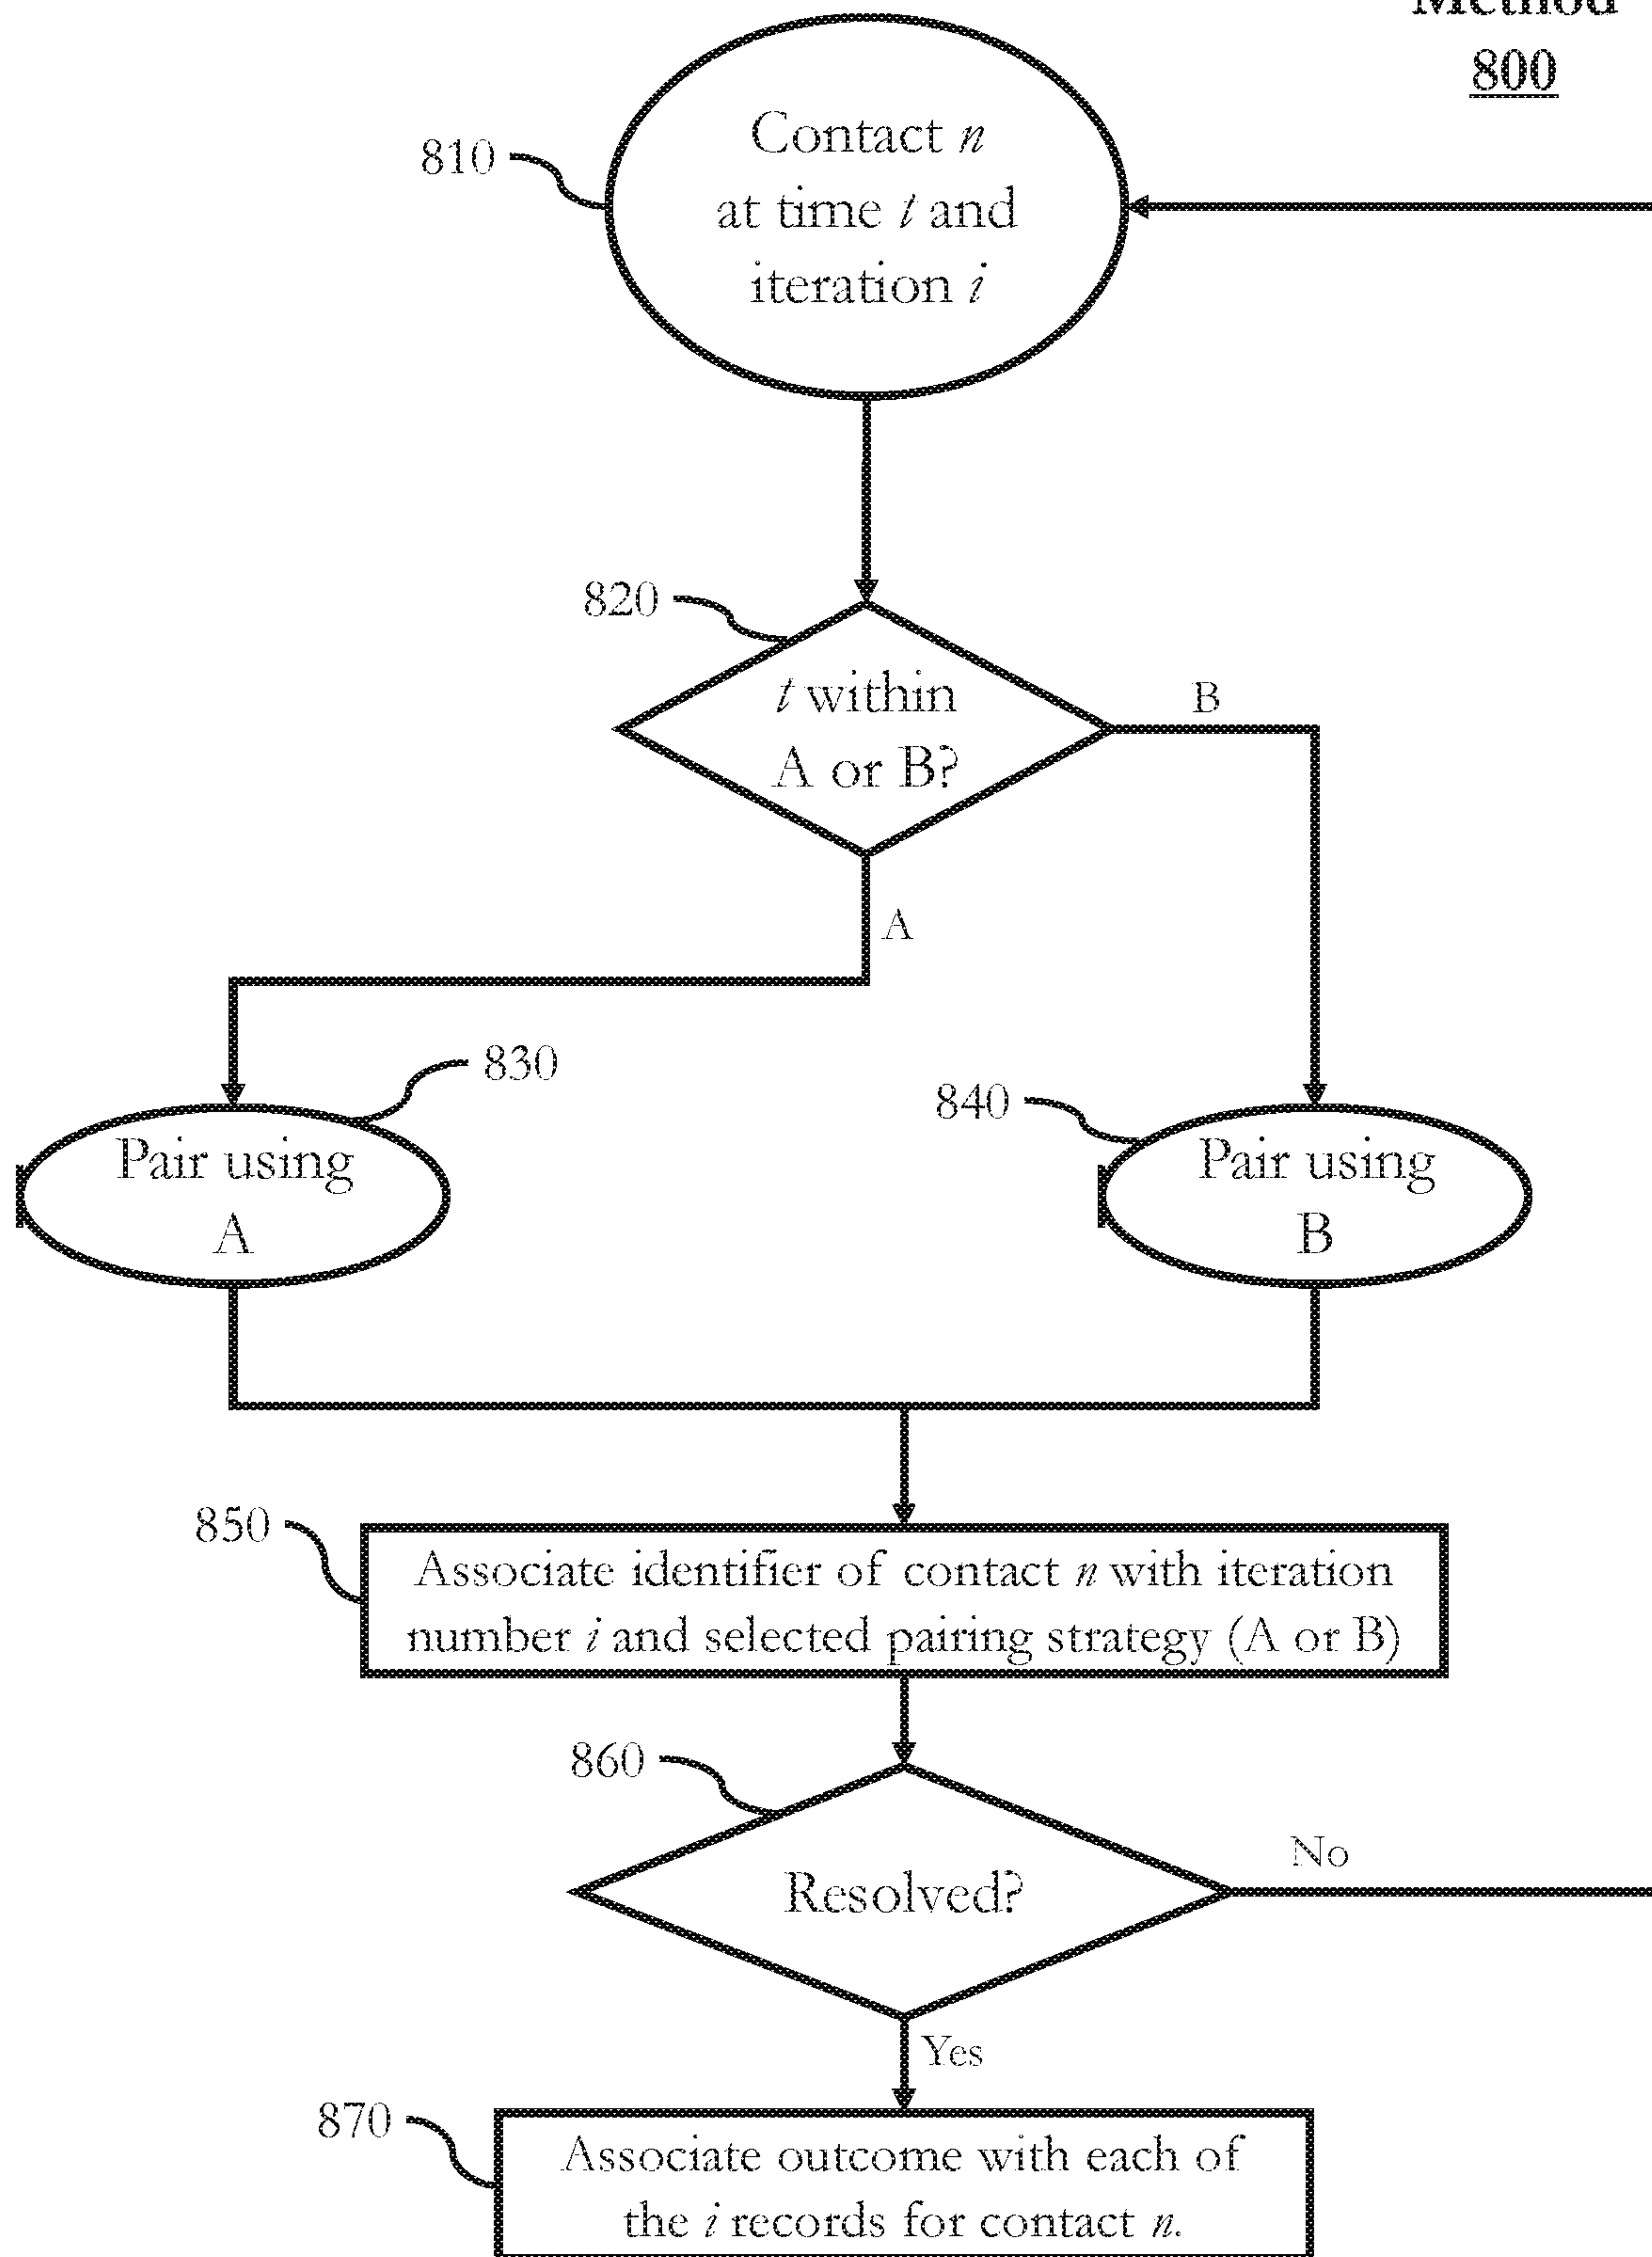 Method
800
810
Contact n
at time t and
iteration i
820
t within
A or B?
B
A
830
840
Pair using
A
Pair using
B
850
Associate identifier of contact n with iteration
number i and selected pairing strategy (A or B)
860
Resolved?
No
Yes
870
Associate outcome with each of
the i records for contact n.